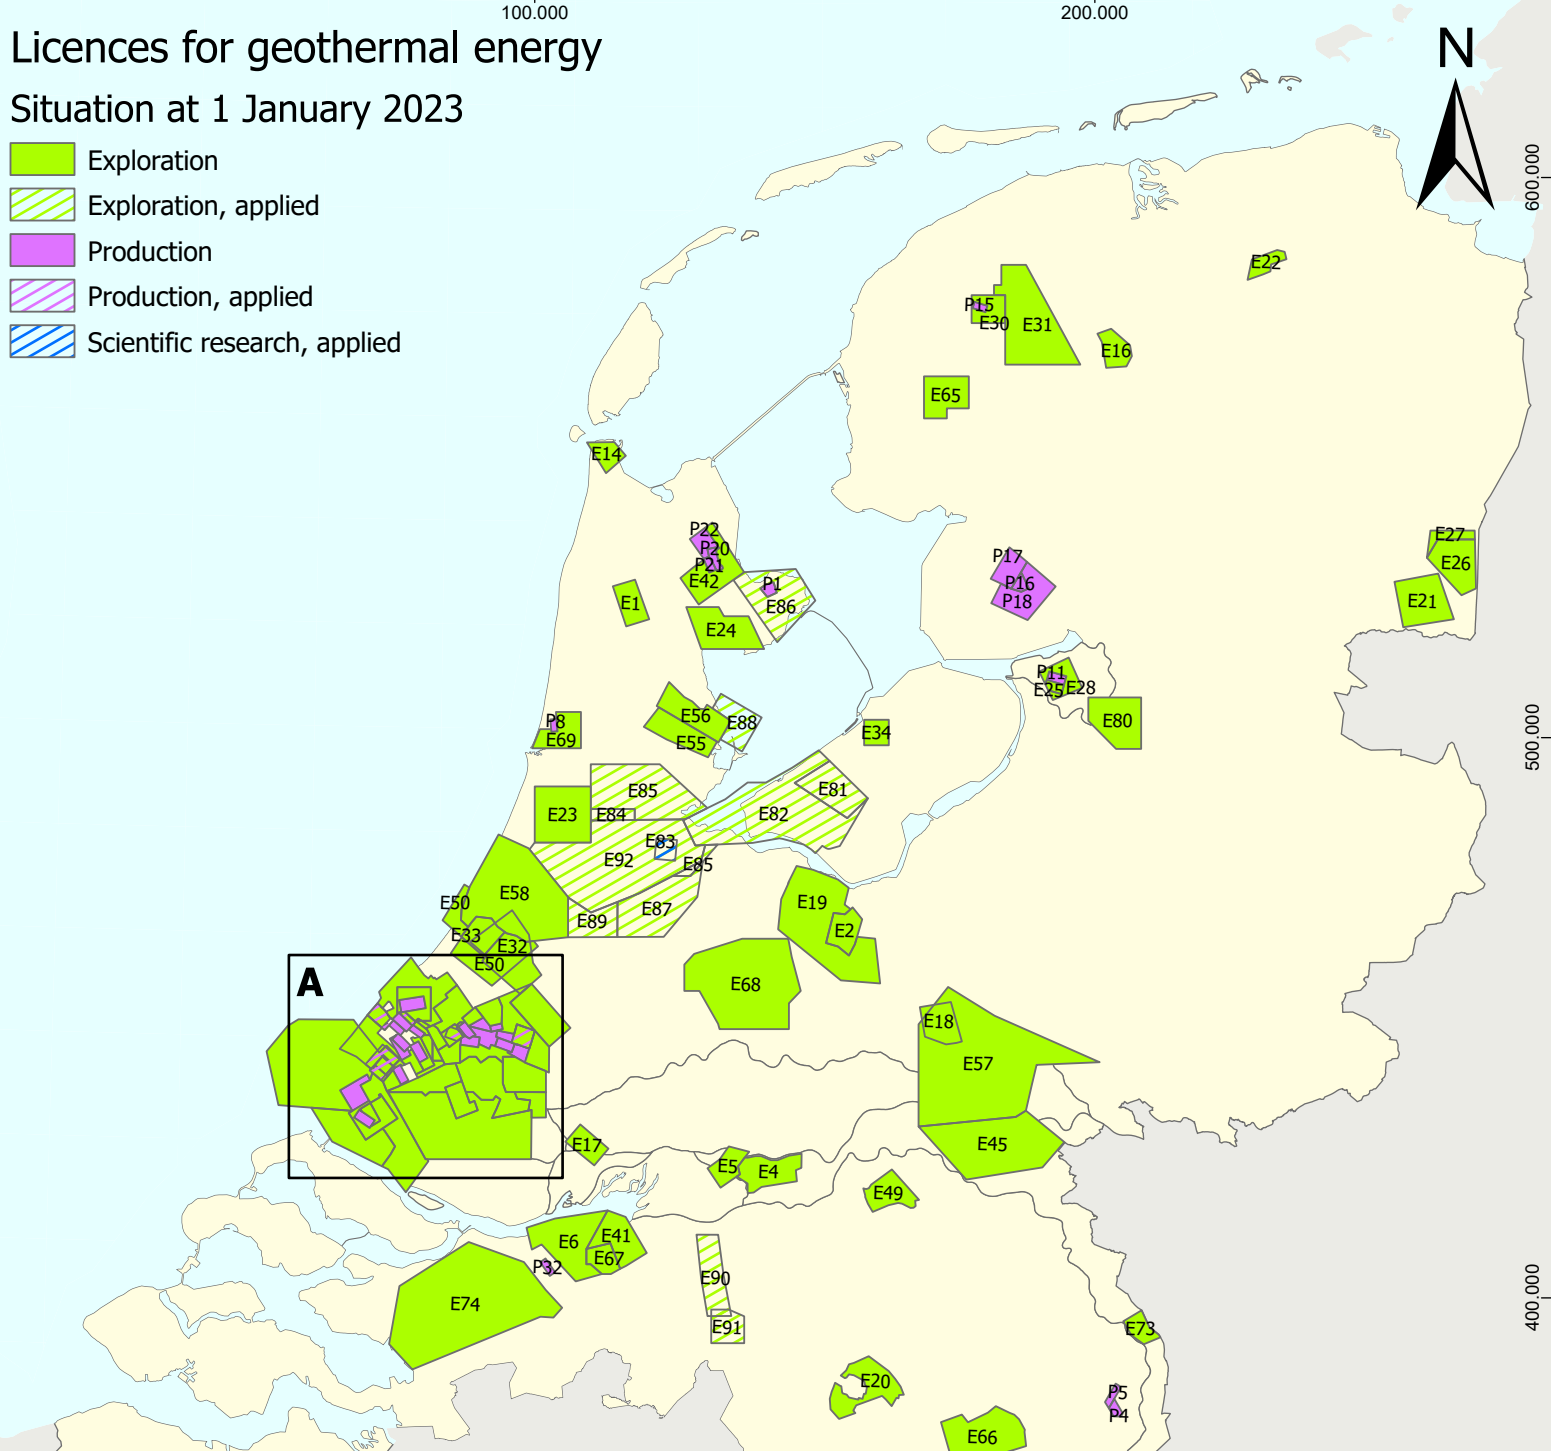 100.000
200.000
Licences for geothermal energy
N
Situation at 1 January 2023
Exploration
Exploration, applied
Production
Production, applied
Scientific research, applied
600.000
E22
P15
E30
E31
E16
E65
E14
P22
P20
P21
E42
P1
E86
E1
E24
P17
P16
P18
E27
E26
E21
P11
E25
E28
E80
P8
E69
E56
E55
E88
E34
500.000
E85
E84
E23
E81
E82
E83
E92
E85
E58
E50
E89
E87
E33
E32
E50
E19
E2
E68
A
E18
E57
E45
E17
E5
E4
E49
E6
E41
E67
P32
E74
E90
E91
400.000
E73
E20
P5
P4
E66